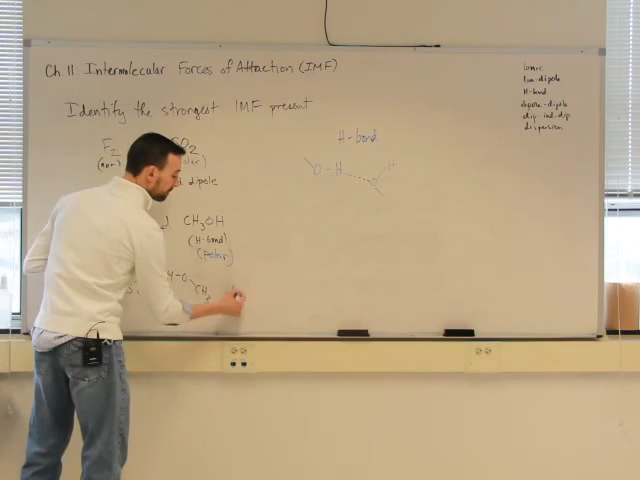 Ch 11 Intermolecular Forces of Attraction (IMF)
Identify the strongest IMF present
F2
CO2
dipole
CH3OH
(H-bond)
(Polar)
H-O
CH3
H-bond
O-H
O
H
Ionic
Ion-dipole
H-bond
dipole-dipole
dip-ind-dip
dispersion